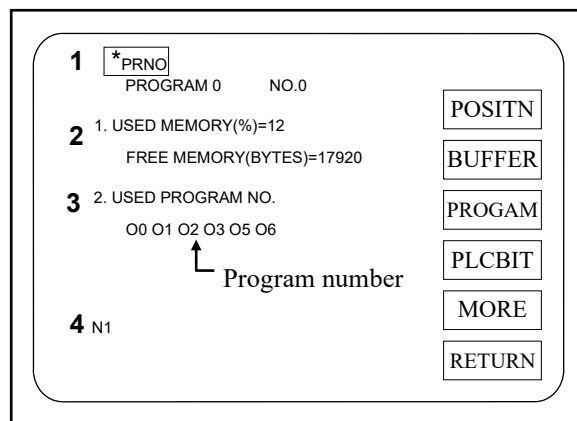 1 *PRNO
PROGRAM 0 NO.0
2 1. USED MEMORY(%)=12
FREE MEMORY(BYTES)=17920
3 2. USED PROGRAM NO.
O0 O1 O2 O3 O5 O6
Program number
4 N1
POSITN
BUFFER
PROGAM
PLCBIT
MORE
RETURN